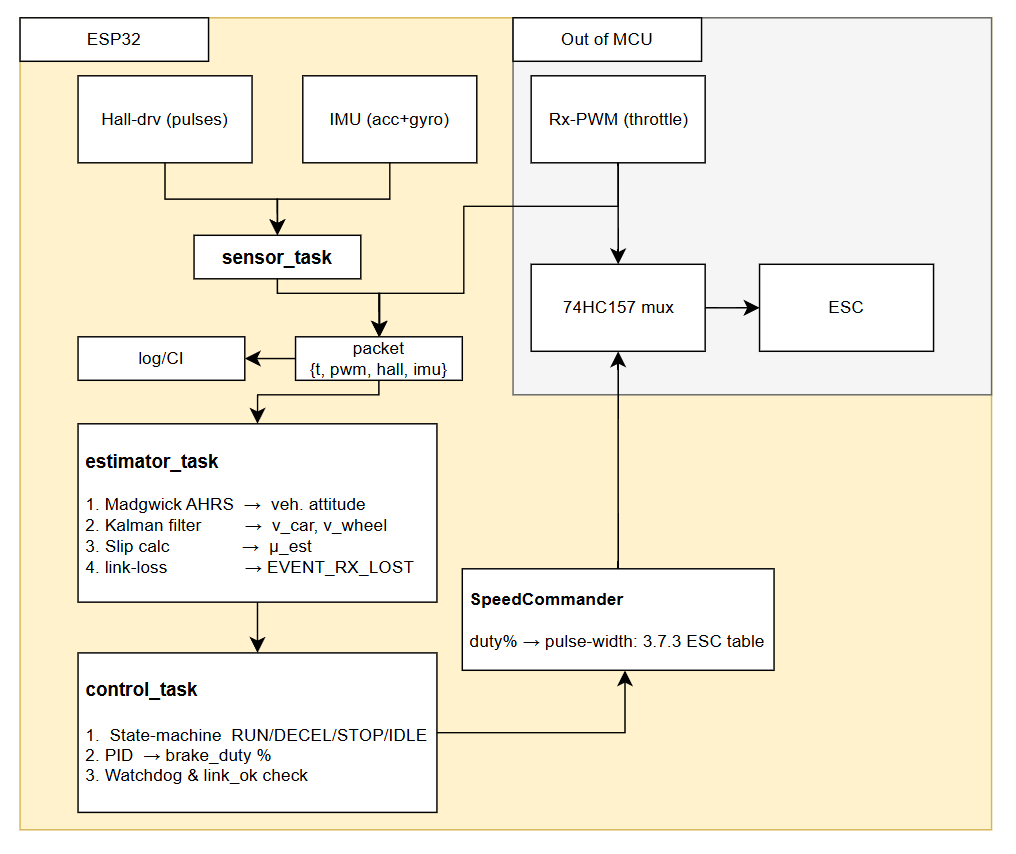 ESP32
Out of MCU
Hall-drv (pulses)
IMU (acc+gyro)
Rx-PWM (throttle)
sensor_task
74HC157 mux
ESC
log/CI
packet
{t, pwm, hall, imu}
estimator_task
1. Madgwick AHRS → veh. attitude
2. Kalman filter → v_car, v_wheel
3. Slip calc → μ_est
4. link-loss → EVENT_RX_LOST
SpeedCommander
duty% → pulse-width: 3.7.3 ESC table
control_task
1. State-machine RUN/DECEL/STOP/IDLE
2. PID → brake_duty %
3. Watchdog & link_ok check